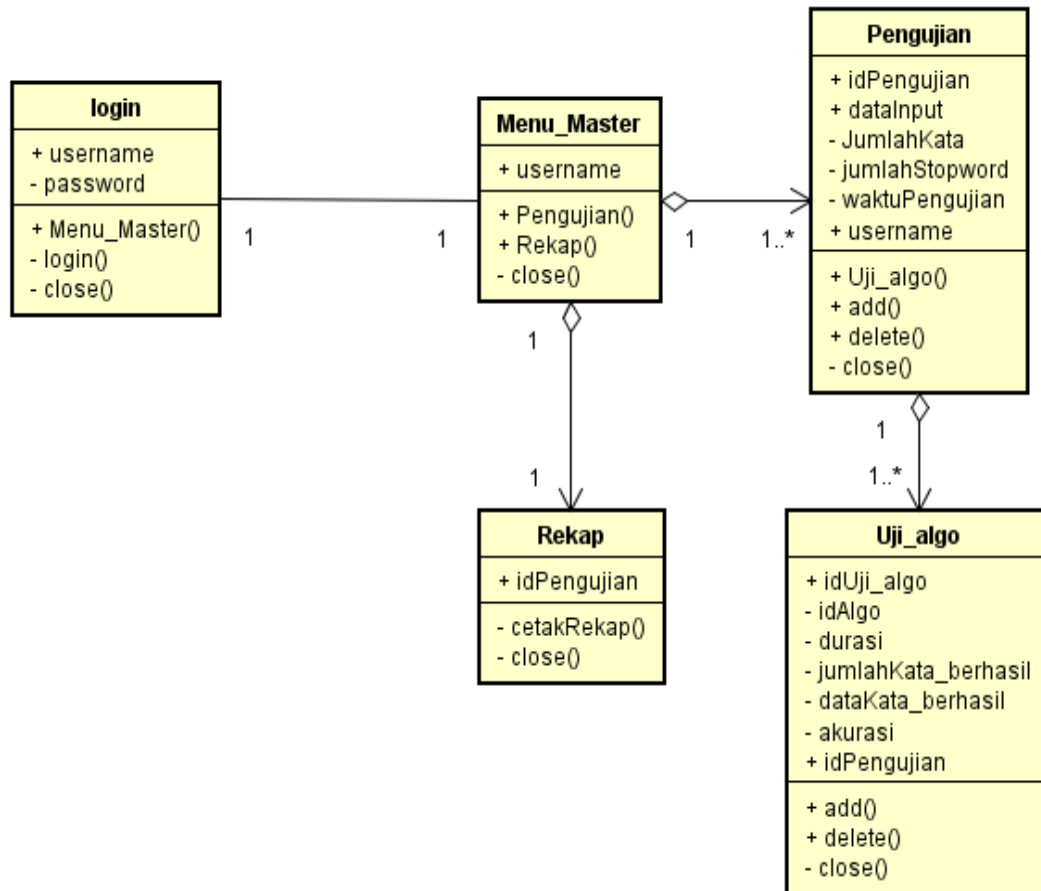 login
+ username
- password
+ Menu_Master()
- login()
- close()
1
1
Menu_Master
+ username
+ Pengujian()
+ Rekap()
- close()
1
1..*
Pengujian
+ idPengujian
+ dataInput
- JumlahKata
- jumlahStopword
- waktuPengujian
+ username
+ Uji_algo()
+ add()
+ delete()
- close()
1
1
Rekap
+ idPengujian
- cetakRekap()
- close()
1
1..*
Uji_algo
+ idUji_algo
- idAlgo
- durasi
- jumlahKata_berhasil
- dataKata_berhasil
- akurasi
+ idPengujian
+ add()
+ delete()
- close()